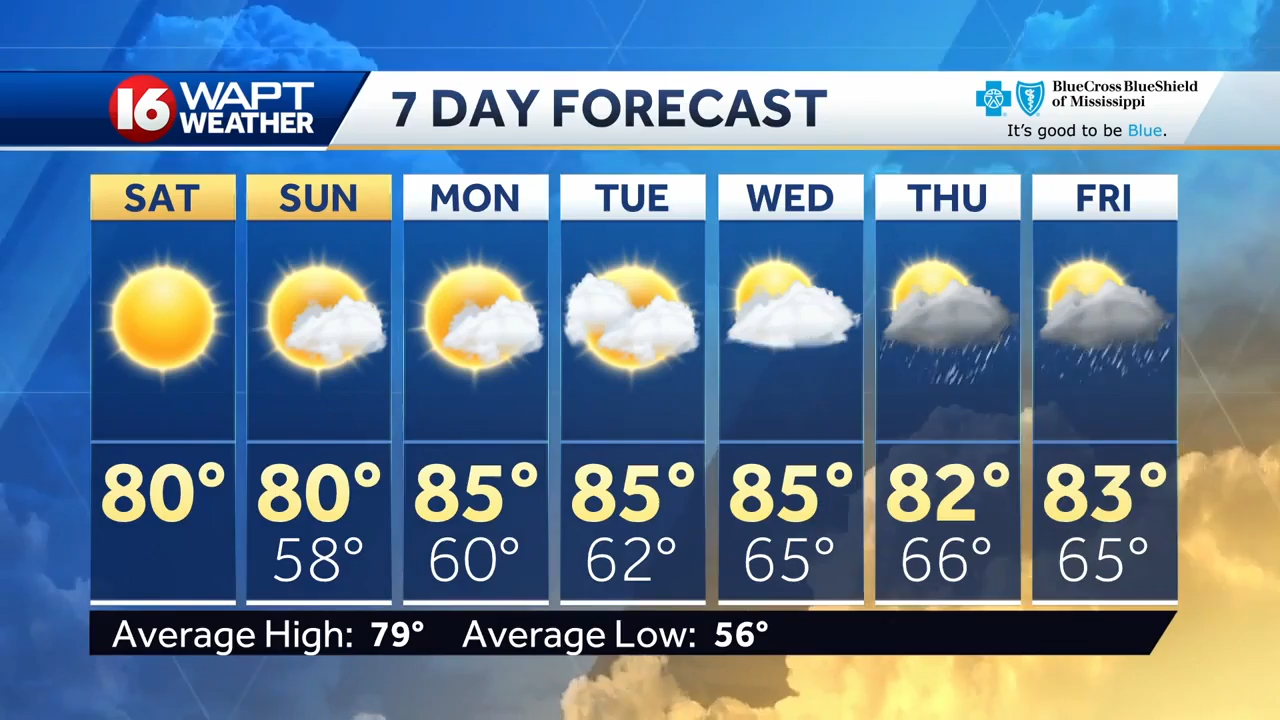 16 WAPT
WEATHER
7 DAY FORECAST
BlueCross BlueShield
of Mississippi
It's good to be Blue.
SAT SUN MON TUE WED THU FRI
80° 80° 85° 85° 85° 82° 83°
58° 60° 62° 65° 66° 65°
Average High: 79° Average Low: 56°